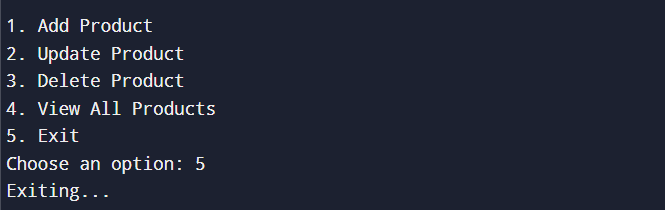 1. Add Product
2. Update Product
3. Delete Product
4. View All Products
5. Exit
Choose an option: 5
Exiting...